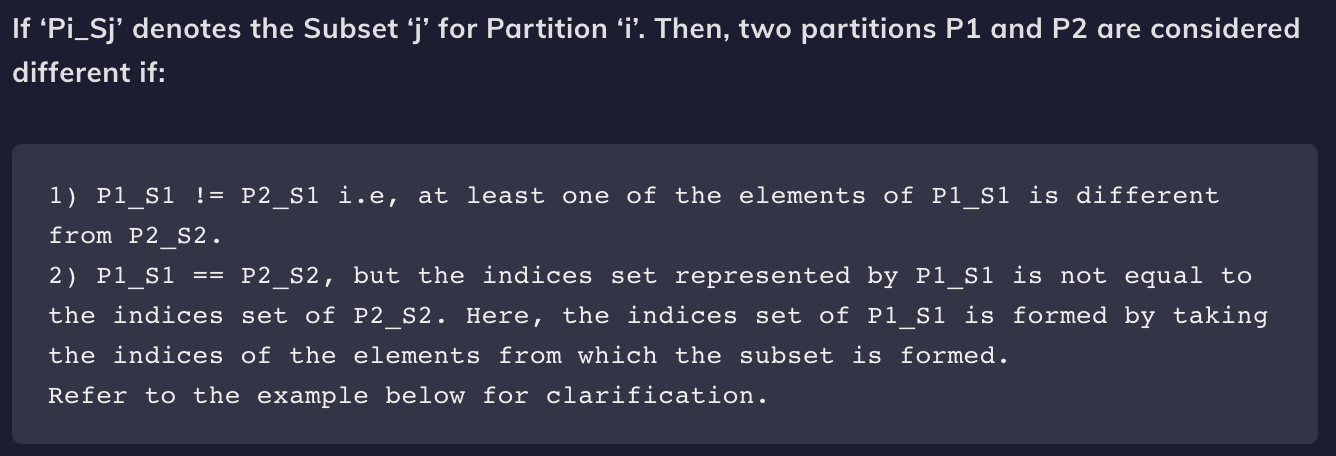 If ‘Pi_Sj’ denotes the Subset ‘j’ for Partition ‘i’. Then, two partitions P1 and P2 are considered
different if:
1) P1_S1 != P2_S1 i.e, at least one of the elements of P1_S1 is different
from P2_S2.
2) P1_S1 == P2_S2, but the indices set represented by P1_S1 is not equal to
the indices set of P2_S2. Here, the indices set of P1_S1 is formed by taking
the indices of the elements from which the subset is formed.
Refer to the example below for clarification.